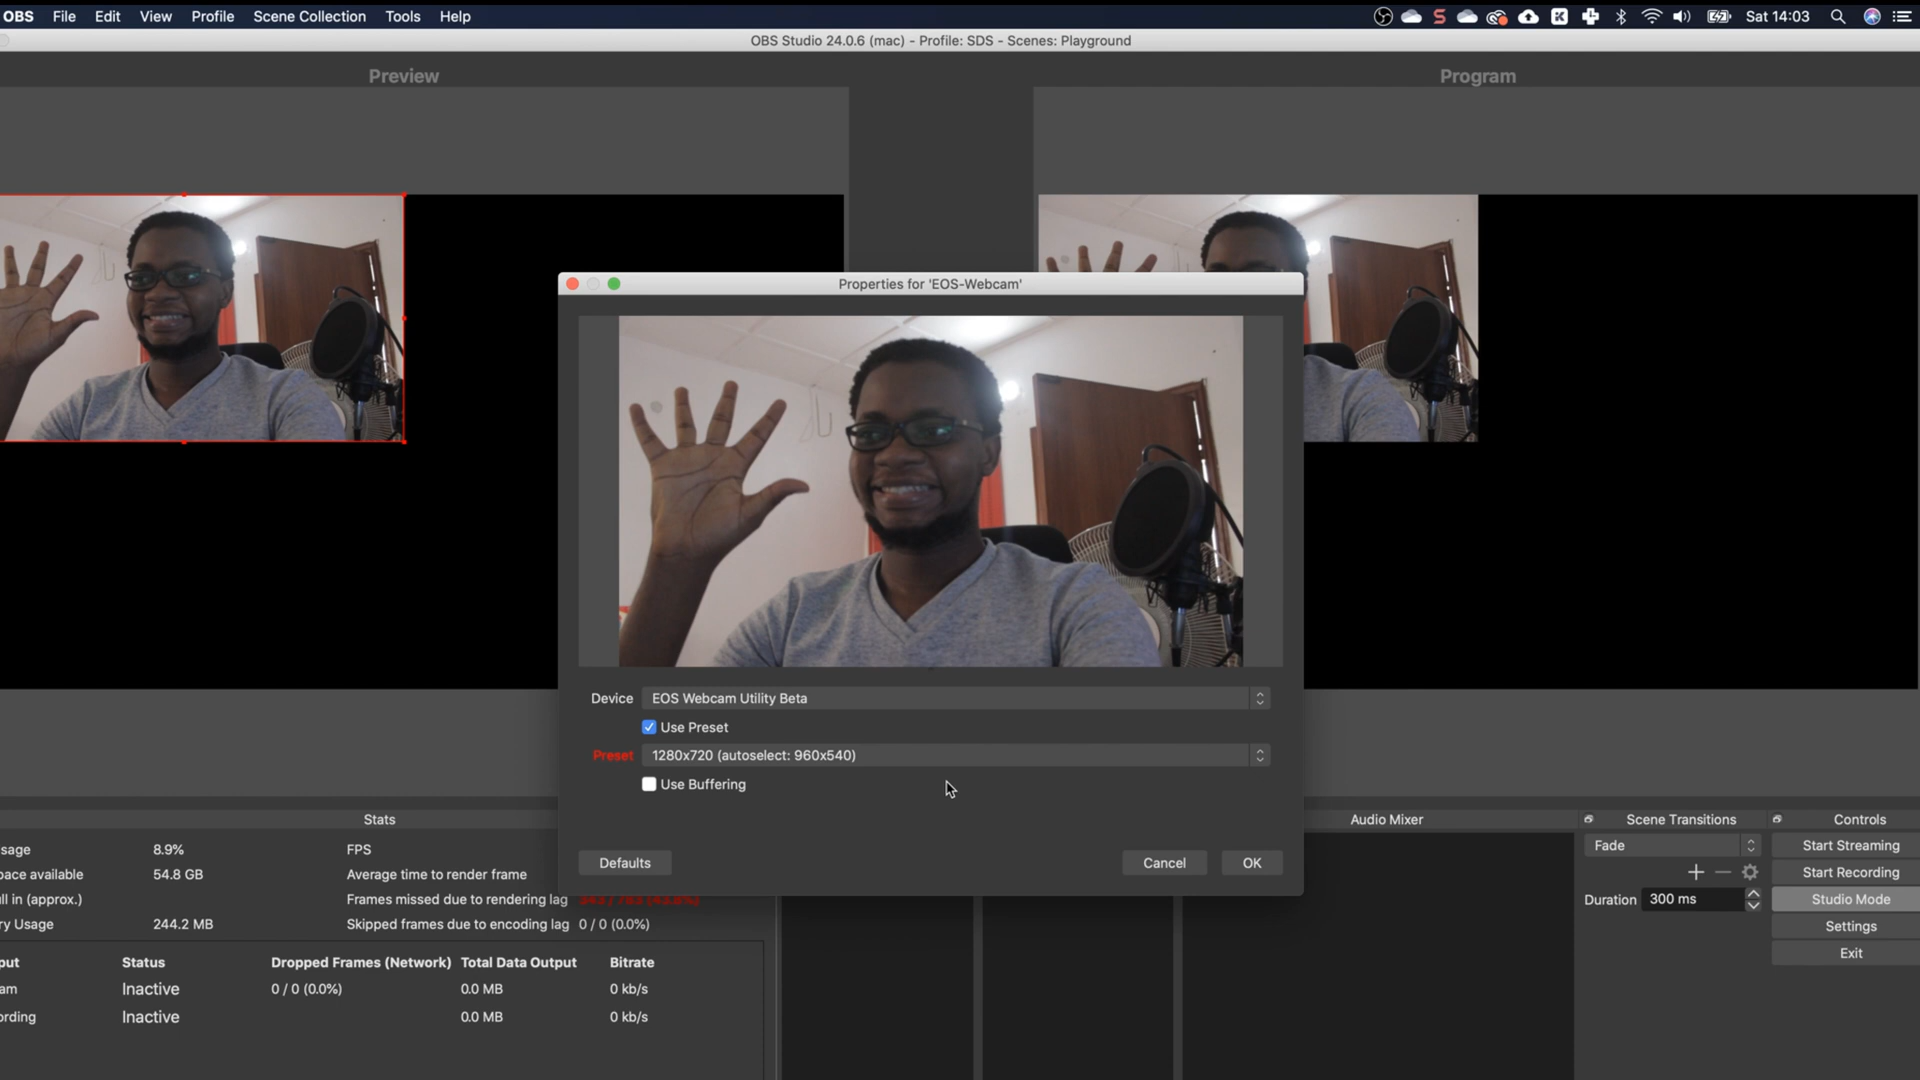 OBS File Edit View Profile Scene Collection Tools Help Sat 14:03
OBS Studio 24.0.6 (mac) - Profile: SDS - Scenes: Playground
Preview Program
Properties for 'EOS-Webcam'
Device EOS Webcam Utility Beta
Use Preset
Preset 1280x720 (autoselect: 960x540)
Use Buffering
Defaults Cancel OK
Stats Audio Mixer Scene Transitions Controls
sage 8.9% FPS
pace available 54.8 GB Average time to render frame
ll in (approx.) Frames missed due to rendering lag
ry Usage 244.2 MB Skipped frames due to encoding lag 0 / 0 (0.0%)
put Status Dropped Frames (Network) Total Data Output Bitrate
am Inactive 0 / 0 (0.0%) 0.0 MB 0 kb/s
ording Inactive 0.0 MB 0 kb/s
Fade
Duration 300 ms
Start Streaming
Start Recording
Studio Mode
Settings
Exit